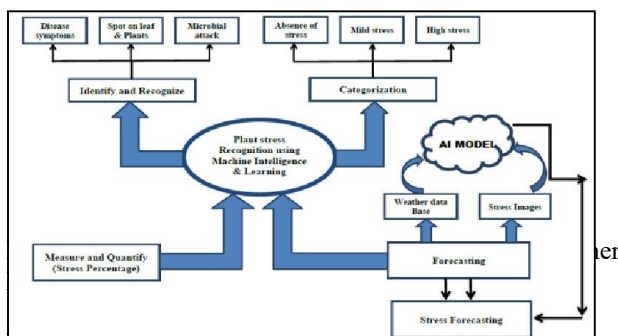 Disease
symptoms
Spot on leaf
& Plants
Microbial
attack
Absence of
stress
Mild stress
High stress
Identify and Recognize
Categorization
Plant stress
Recognition using
Machine Intelligence
& Learning
AI MODEL
Weather data
Base
Stress Images
Measure and Quantify
(Stress Percentage)
Forecasting
Stress Forecasting